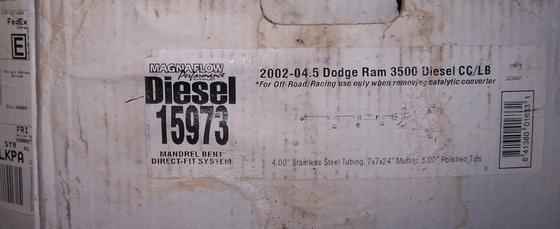 FedEx
Ex
E
FRI
SYR
LKPA
MAGNAFLOW
Performance
Diesel
15973
MANDREL BENT
DIRECT-FIT SYSTEM
2002-04.5 Dodge Ram 3500 Diesel CC/LB
*For Off-Road, Racing use only when removing catalytic converter
4.00" Stainless Steel Tubing, 7x7x24" Muffler, 5.00" Polished Tips